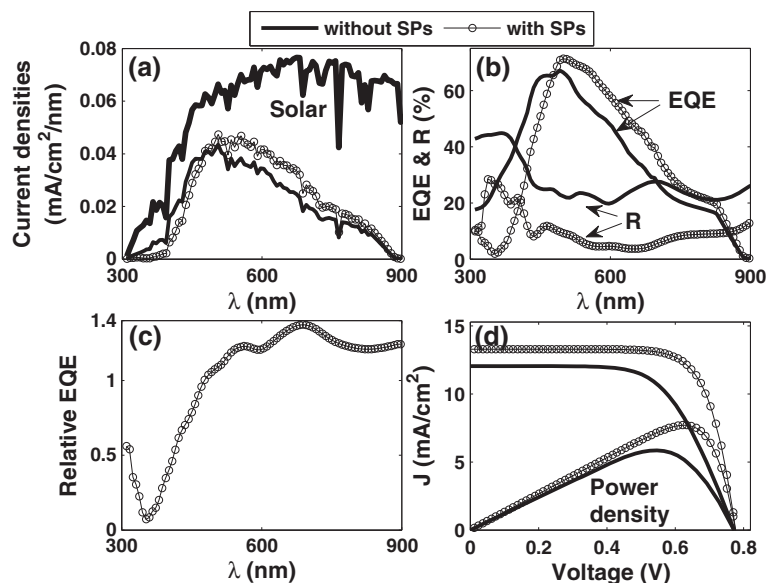 without SPs with SPs
(a)
Solar
Current densities
(mA/cm²/nm)
0.08
0.06
0.04
0.02
0
300 600 900
λ (nm)
(b)
EQE
R
EQE & R (%)
60
40
20
0
300 600 900
λ (nm)
(c)
Relative EQE
1.4
1
0.5
0
300 600 900
λ (nm)
(d)
Power
density
J (mA/cm²)
15
10
5
0
0 0.2 0.4 0.6 0.8
Voltage (V)